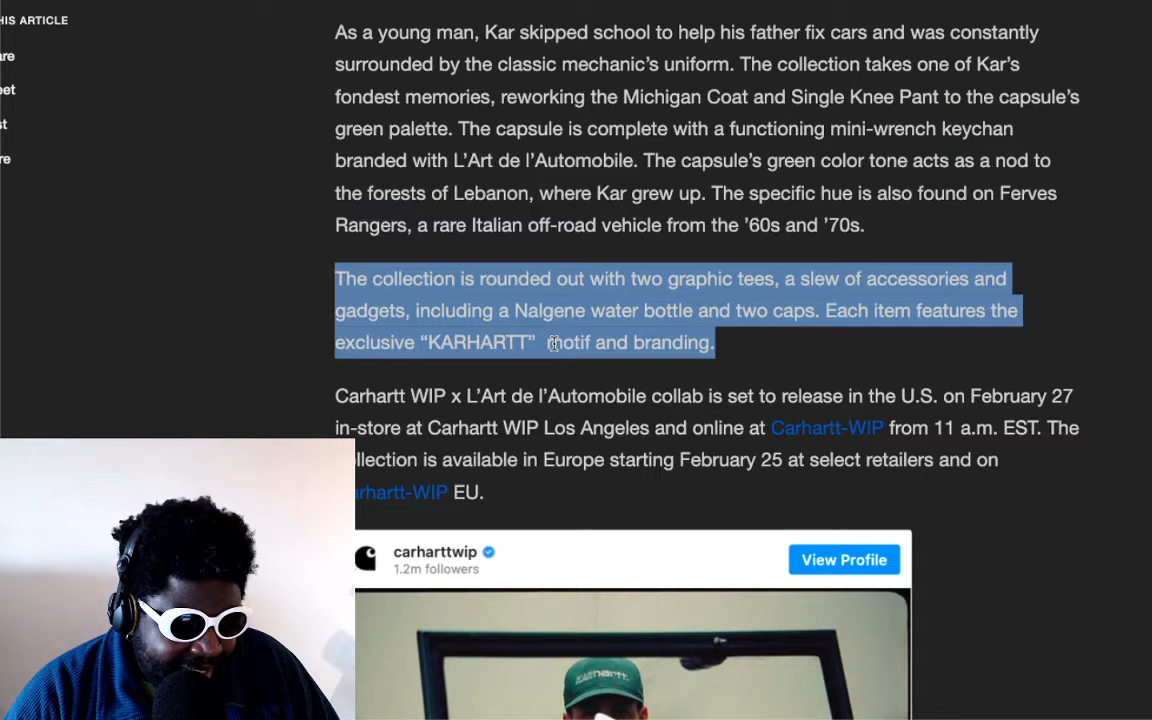 HIS ARTICLE
are
eet
st
re
As a young man, Kar skipped school to help his father fix cars and was constantly
surrounded by the classic mechanic’s uniform. The collection takes one of Kar’s
fondest memories, reworking the Michigan Coat and Single Knee Pant to the capsule’s
green palette. The capsule is complete with a functioning mini-wrench keychan
branded with L’Art de l’Automobile. The capsule’s green color tone acts as a nod to
the forests of Lebanon, where Kar grew up. The specific hue is also found on Ferves
Rangers, a rare Italian off-road vehicle from the ’60s and ’70s.
The collection is rounded out with two graphic tees, a slew of accessories and
gadgets, including a Nalgene water bottle and two caps. Each item features the
exclusive “KARHARTT” motif and branding.
Carhartt WIP x L’Art de l’Automobile collab is set to release in the U.S. on February 27
in-store at Carhartt WIP Los Angeles and online at Carhartt-WIP from 11 a.m. EST. The
ollection is available in Europe starting February 25 at select retailers and on
arhartt-WIP EU.
carharttwip
1.2m followers
View Profile
KARhartt.